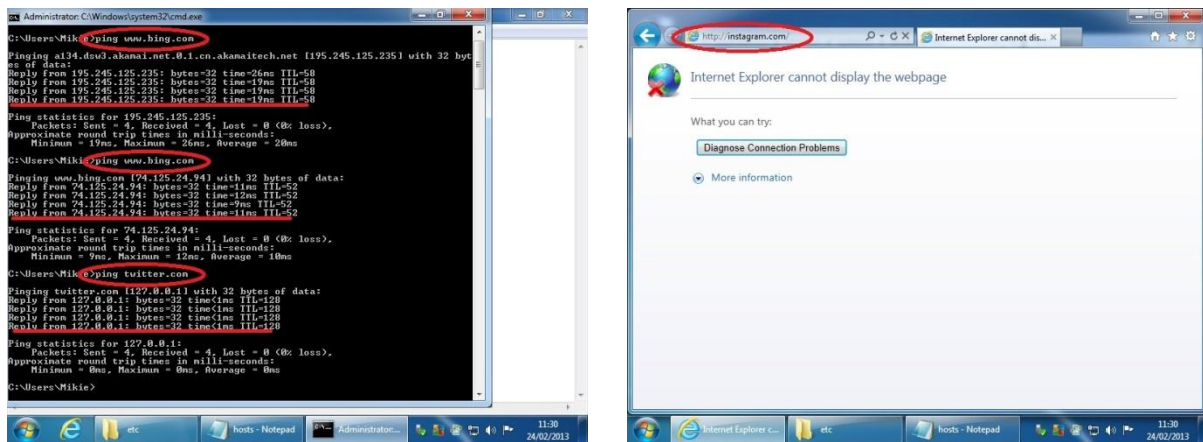 Administrator: C:\Windows\system32\cmd.exe
C:\Users\Mikie>ping www.bing.com
Pinging a134.dsw3.akamai.net.0.1.cn.akamaitech.net [195.245.125.235] with 32 byt
es of data:
Reply from 195.245.125.235: bytes=32 time=26ms TTL=58
Reply from 195.245.125.235: bytes=32 time=19ms TTL=58
Reply from 195.245.125.235: bytes=32 time=19ms TTL=58
Reply from 195.245.125.235: bytes=32 time=19ms TTL=58
Ping statistics for 195.245.125.235:
Packets: Sent = 4, Received = 4, Lost = 0 (0% loss),
Approximate round trip times in milli-seconds:
Minimum = 19ms, Maximum = 26ms, Average = 20ms
C:\Users\Mikie>ping www.bing.com
Pinging www.bing.com [74.125.24.94] with 32 bytes of data:
Reply from 74.125.24.94: bytes=32 time=11ms TTL=52
Reply from 74.125.24.94: bytes=32 time=12ms TTL=52
Reply from 74.125.24.94: bytes=32 time=9ms TTL=52
Reply from 74.125.24.94: bytes=32 time=11ms TTL=52
Ping statistics for 74.125.24.94:
Packets: Sent = 4, Received = 4, Lost = 0 (0% loss),
Approximate round trip times in milli-seconds:
Minimum = 9ms, Maximum = 12ms, Average = 10ms
C:\Users\Mikie>ping twitter.com
Pinging twitter.com [127.0.0.1] with 32 bytes of data:
Reply from 127.0.0.1: bytes=32 time<1ms TTL=128
Reply from 127.0.0.1: bytes=32 time<1ms TTL=128
Reply from 127.0.0.1: bytes=32 time<1ms TTL=128
Reply from 127.0.0.1: bytes=32 time<1ms TTL=128
Ping statistics for 127.0.0.1:
Packets: Sent = 4, Received = 4, Lost = 0 (0% loss),
Approximate round trip times in milli-seconds:
Minimum = 0ms, Maximum = 0ms, Average = 0ms
C:\Users\Mikie>
etc
hosts - Notepad
Administrator...
11:30
24/02/2013
http://instagram.com/
Internet Explorer cannot dis...
Internet Explorer cannot display the webpage
What you can try:
Diagnose Connection Problems
More information
Internet Explorer c...
etc
hosts - Notepad
11:30
24/02/2013